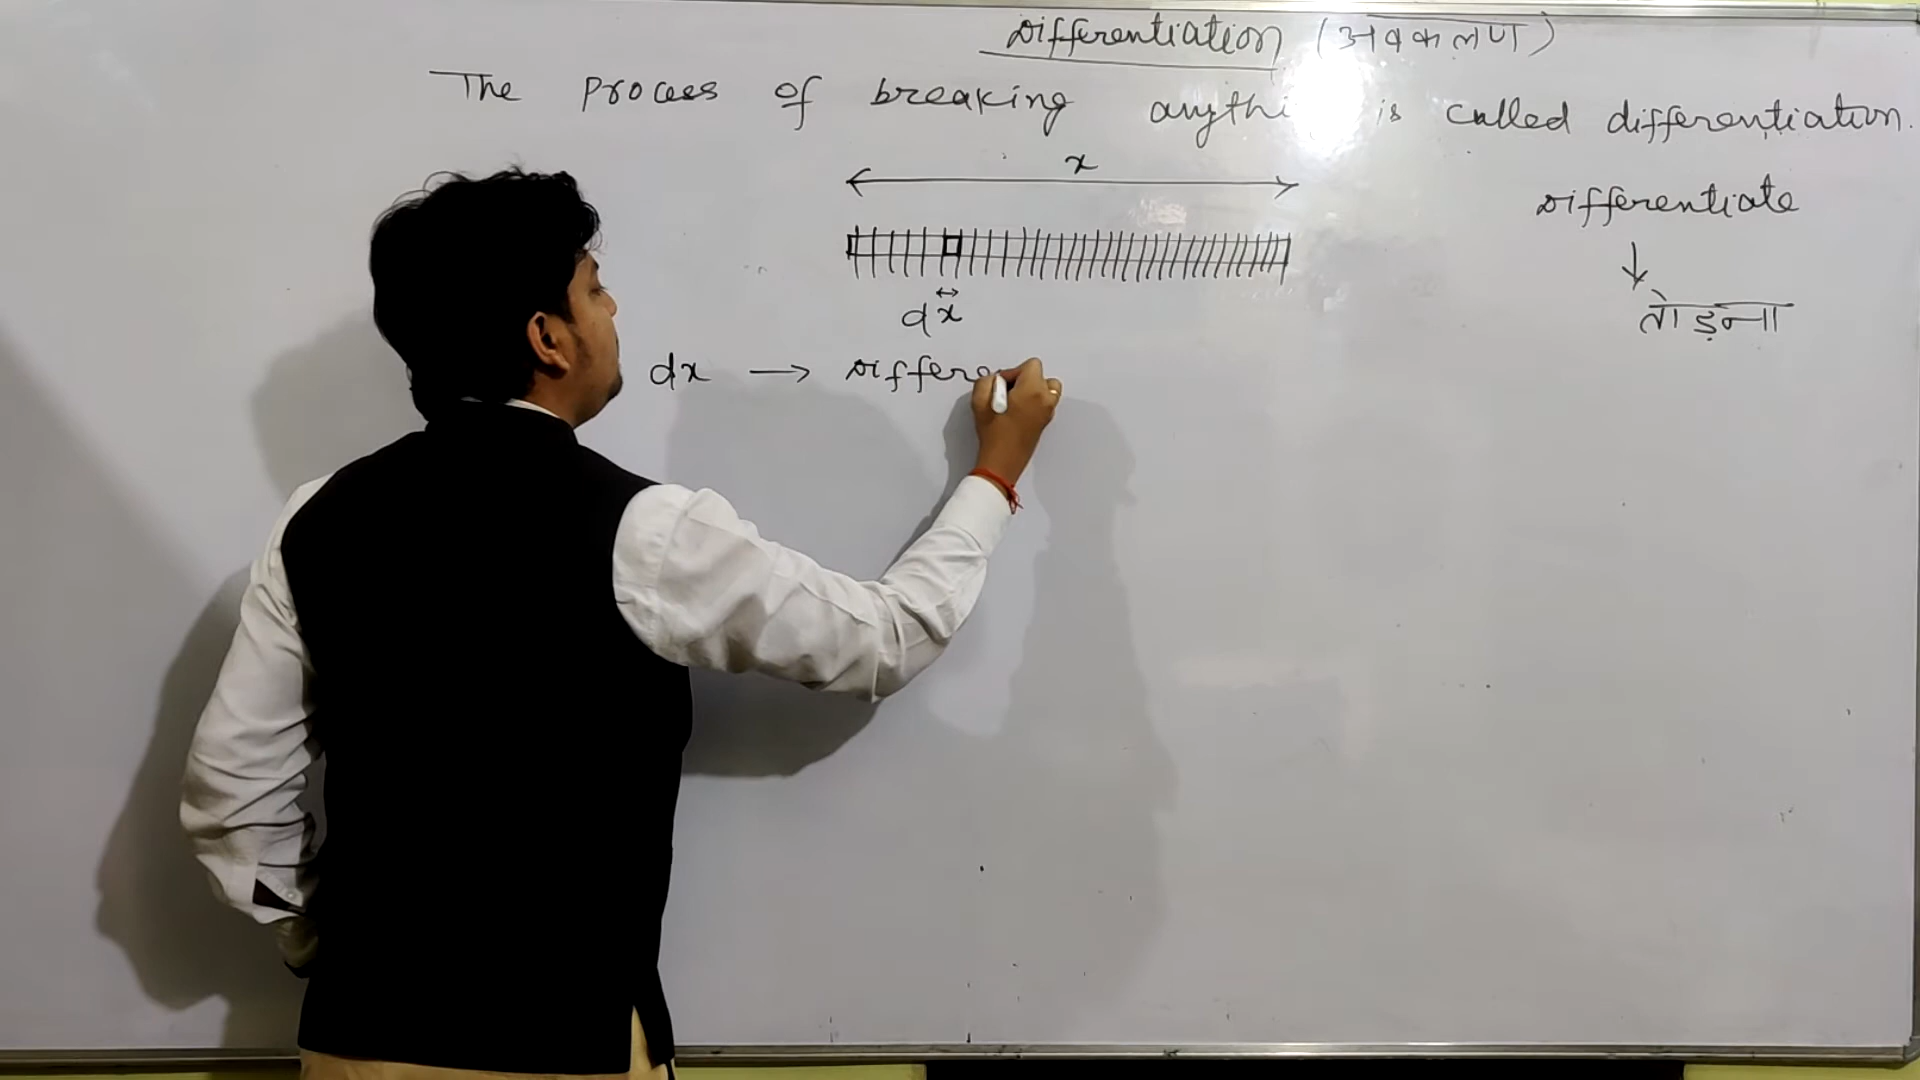 Differentiation (अवकलण)
The process of breaking anythi is called differentiation.
x
Differentiate
↓
तोड़ना
dx
dx → Differe